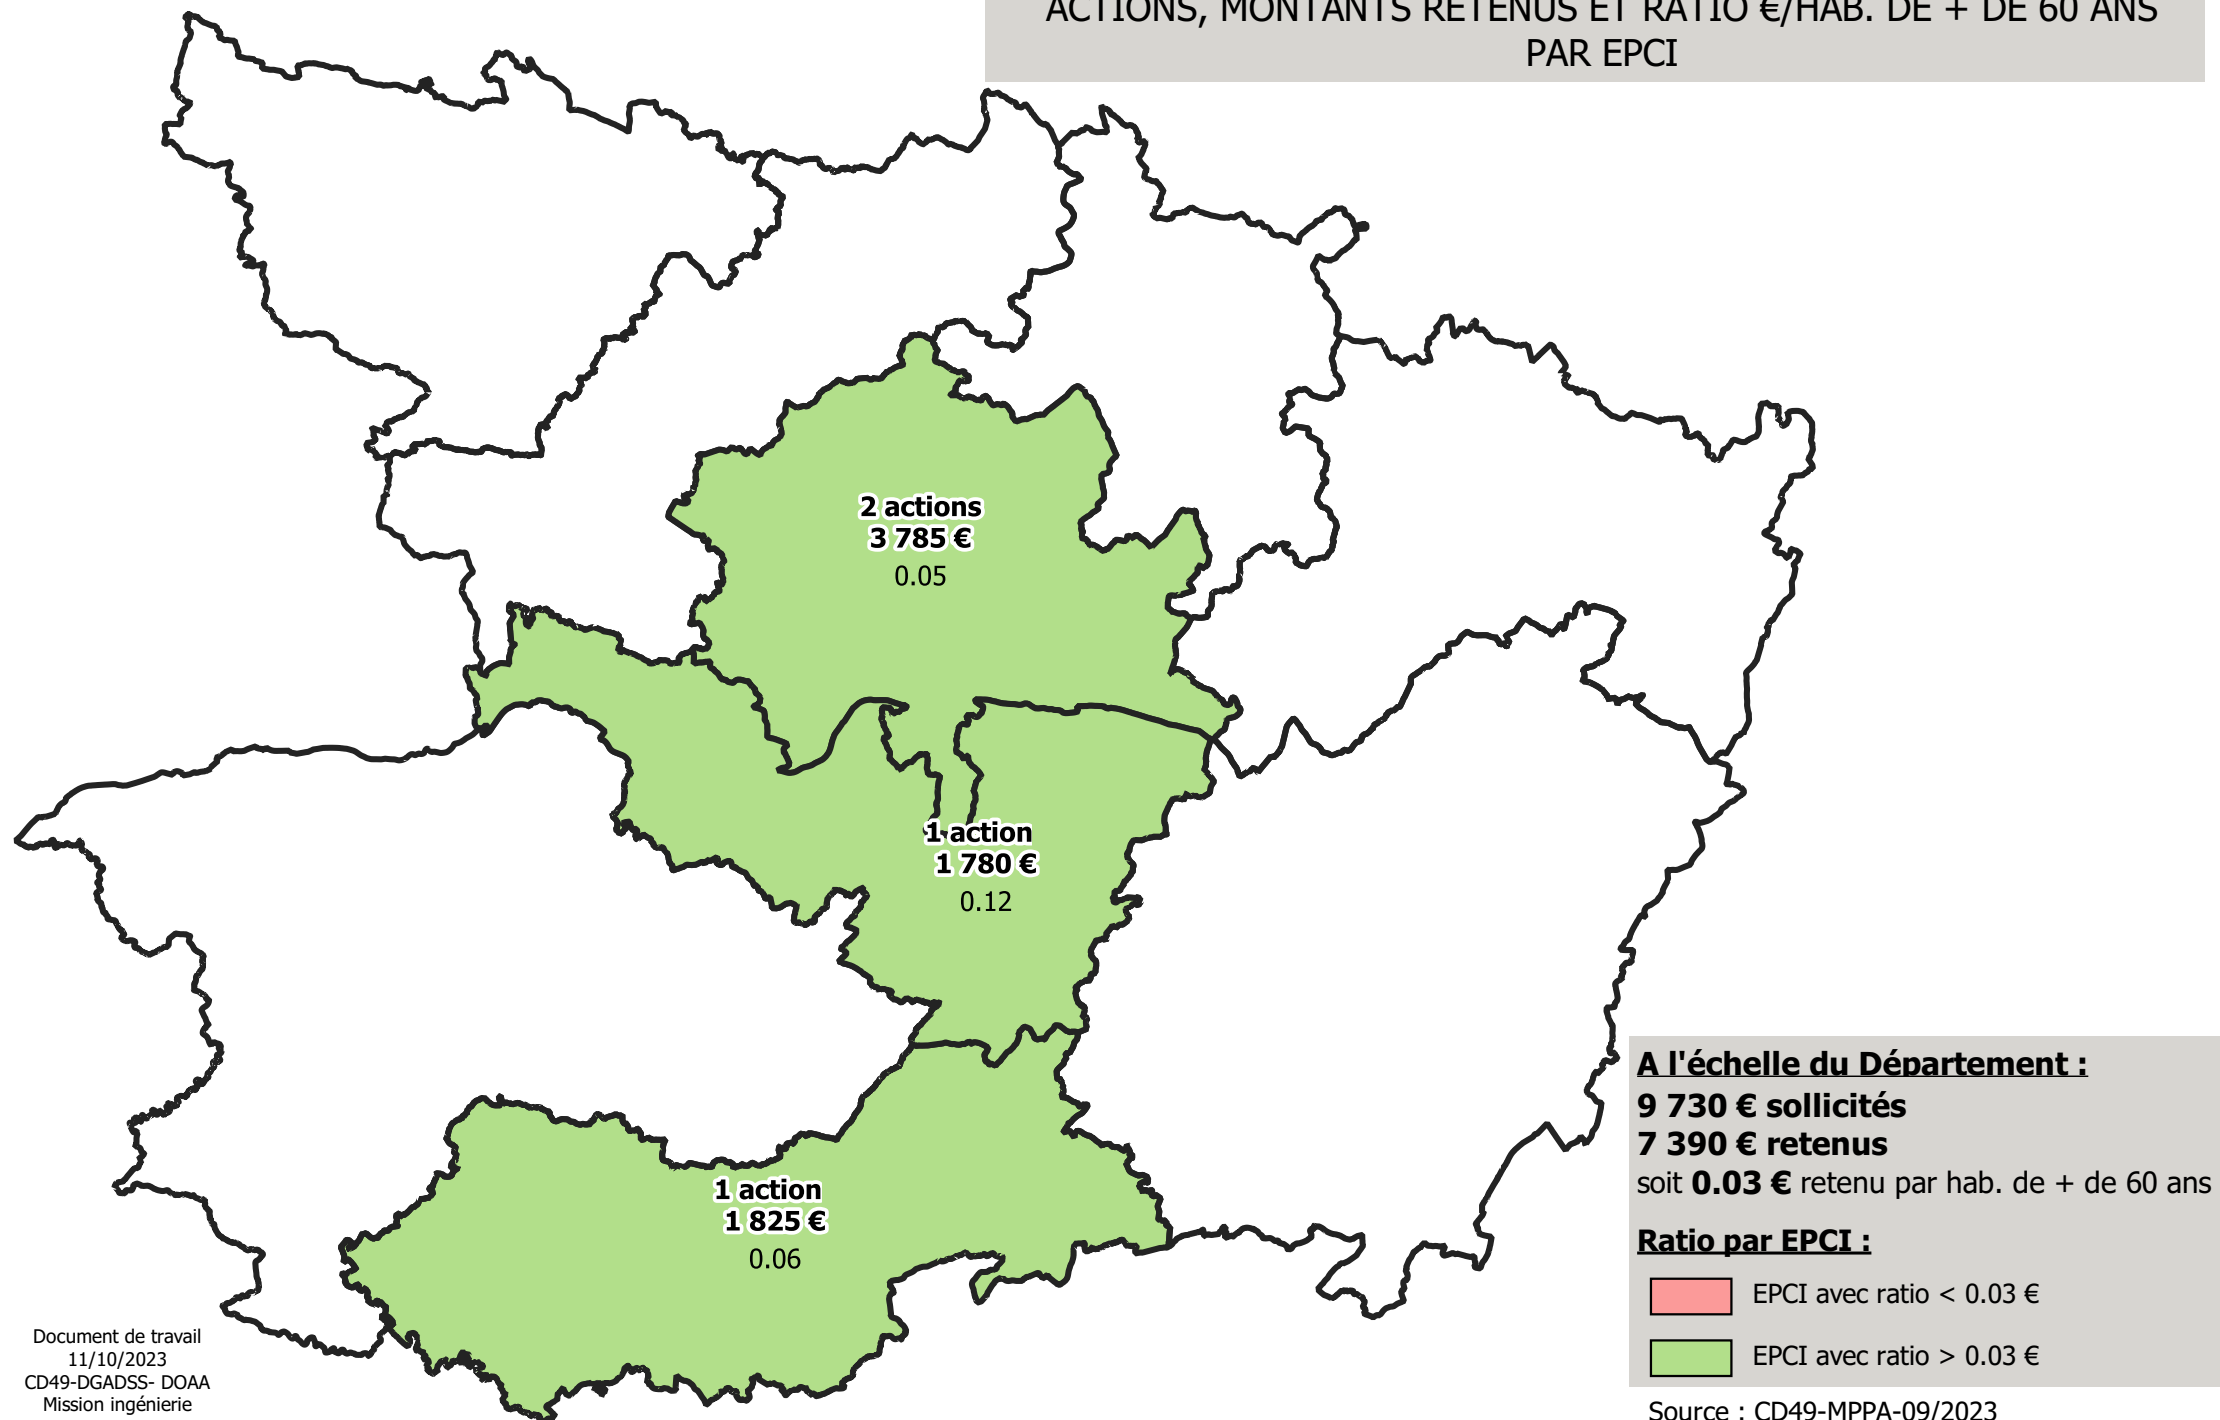 ACTIONS, MONTANTS RETENUS ET RATIO €/HAB. DE + DE 60 ANS
PAR EPCI
2 actions
3 785 €
0.05
1 action
1 780 €
0.12
1 action
1 825 €
0.06
A l'échelle du Département :
9 730 € sollicités
7 390 € retenus
soit 0.03 € retenu par hab. de + de 60 ans
Ratio par EPCI :
EPCI avec ratio < 0.03 €
EPCI avec ratio > 0.03 €
Source : CD49-MPPA-09/2023
Document de travail
11/10/2023
CD49-DGADSS- DOAA
Mission ingénierie